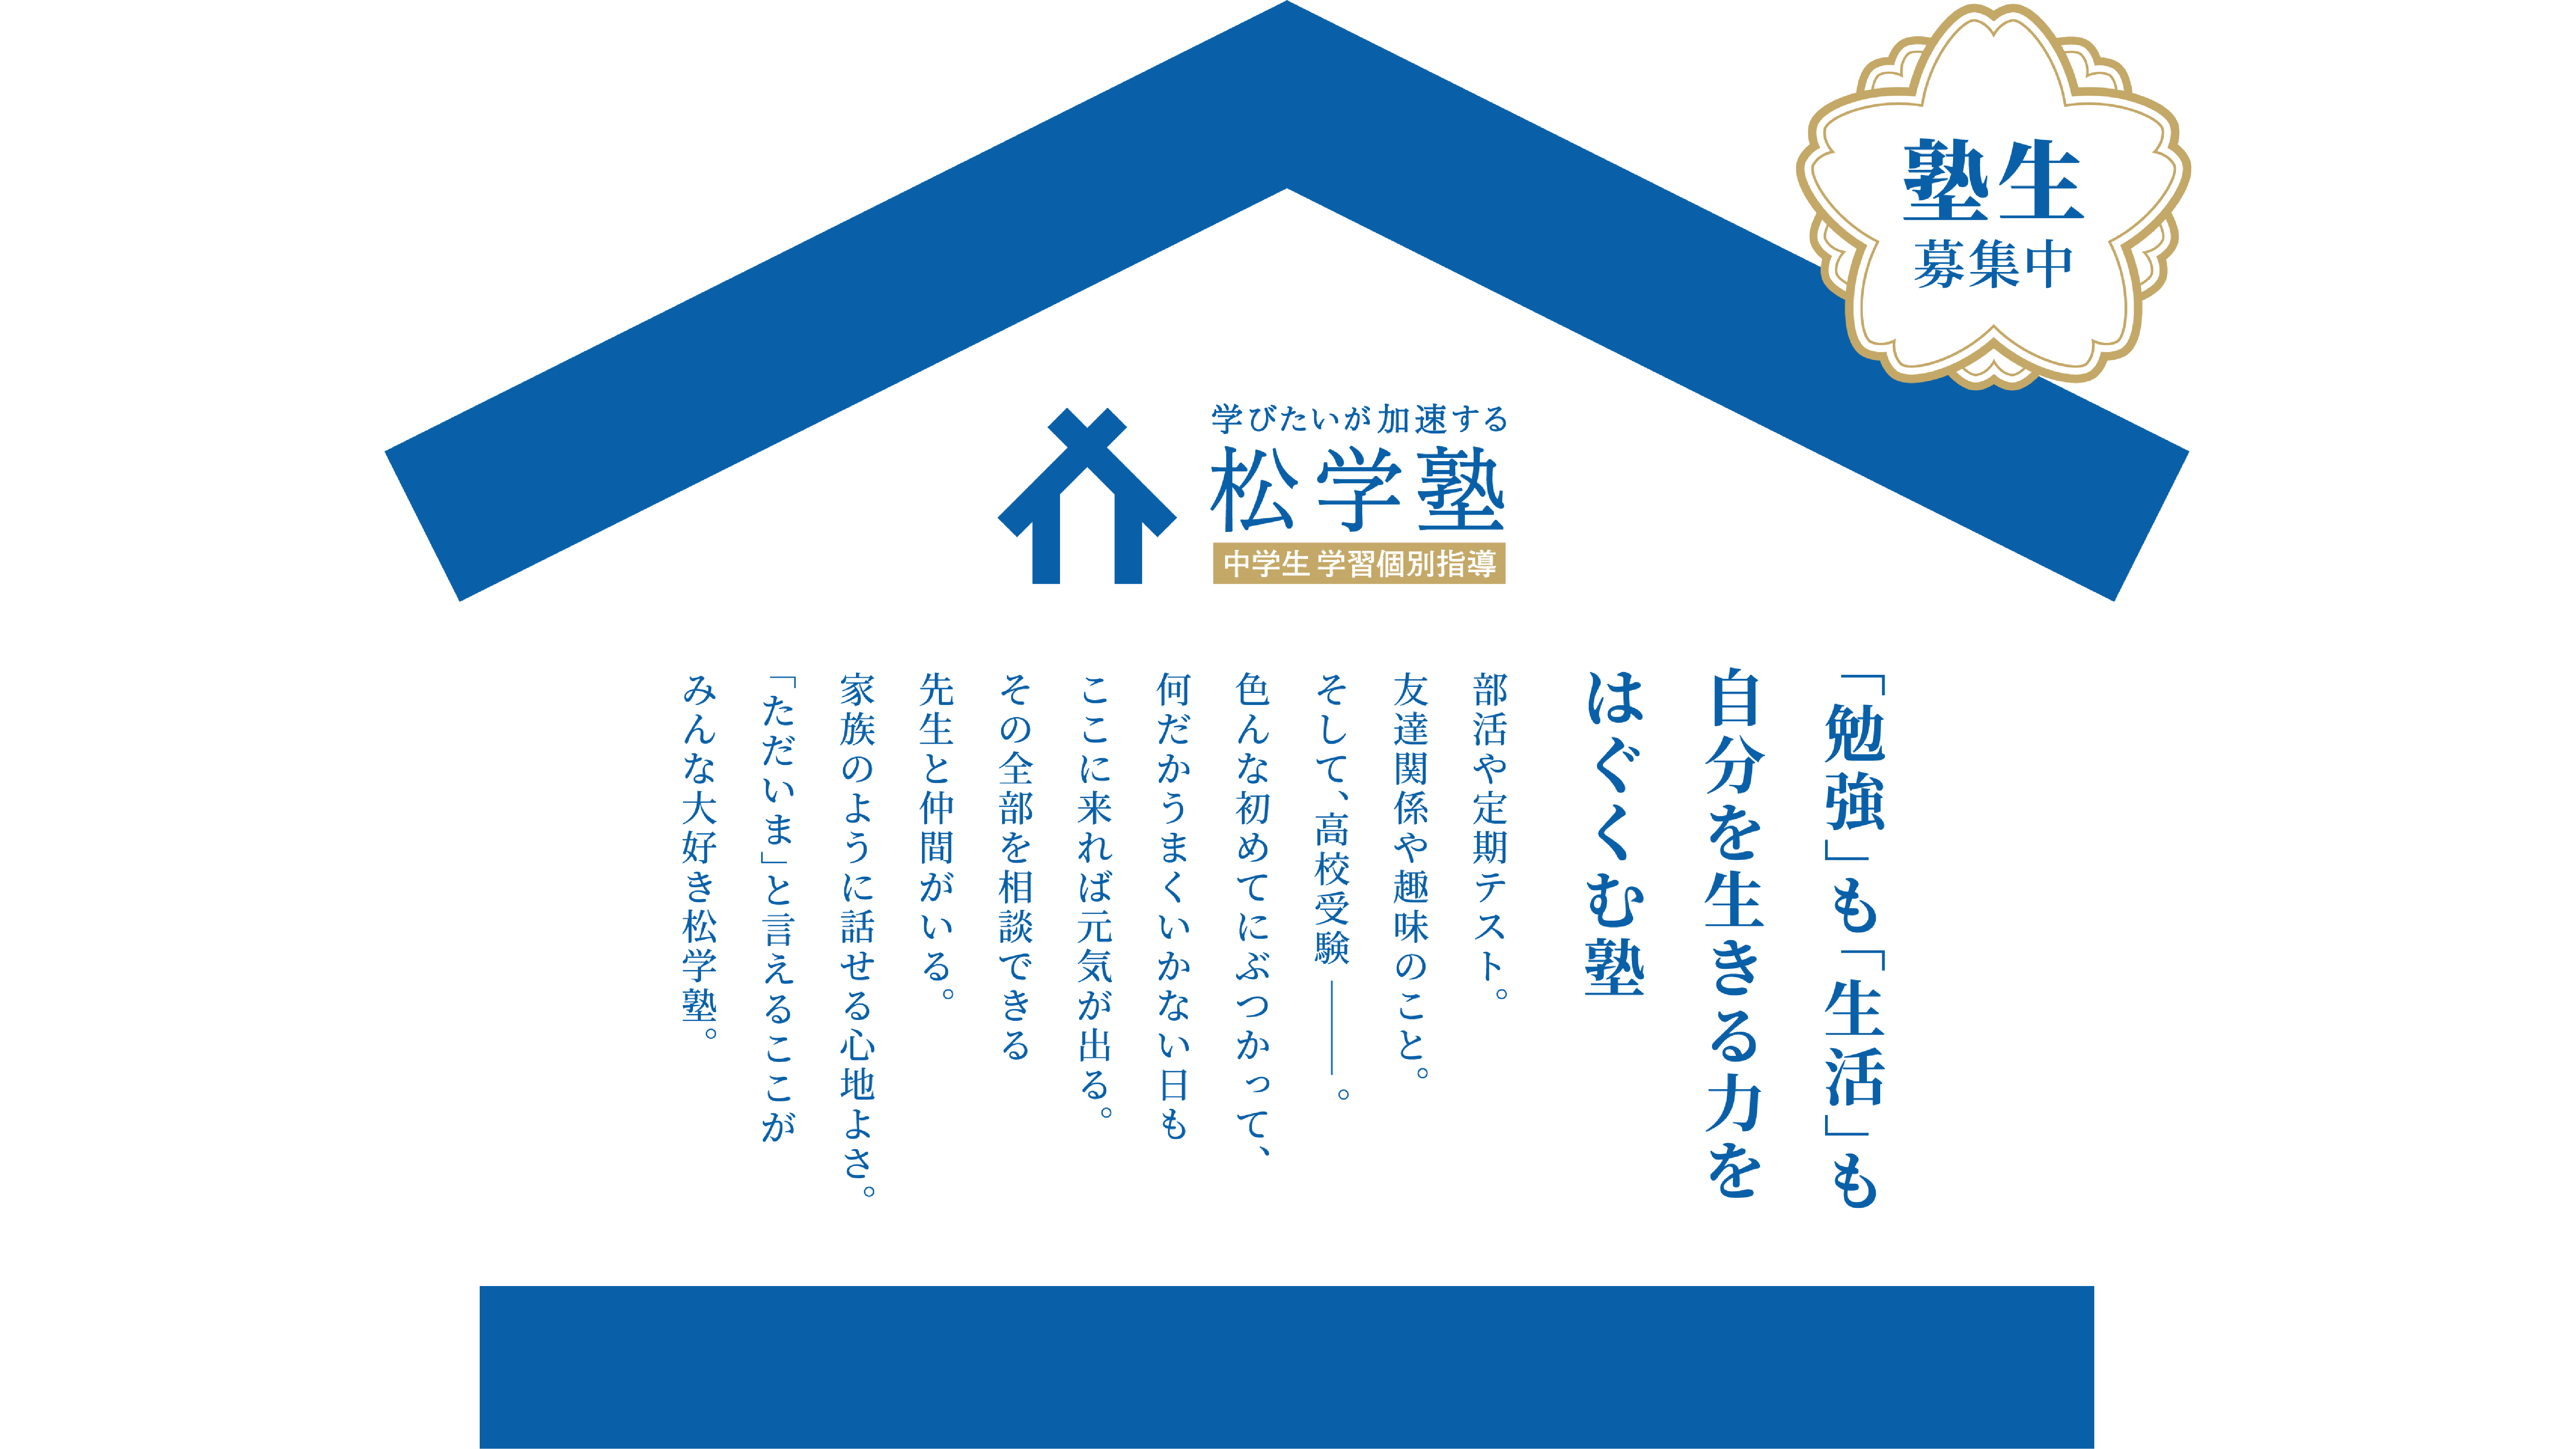 塾生
募集中
学びたいが加速する
松学塾
中学生 学習個別指導
「勉強」も「生活」も
自分を生きる力を
はぐくむ塾
部活や定期テスト。
友達関係や趣味のこと。
そして、高校受験――。
色んな初めてにぶつかって、
何だかうまくいかない日も
ここに来れば元気が出る。
その全部を相談できる
先生と仲間がいる。
家族のように話せる心地よさ。
「ただいま」と言えるここが
みんな大好き松学塾。